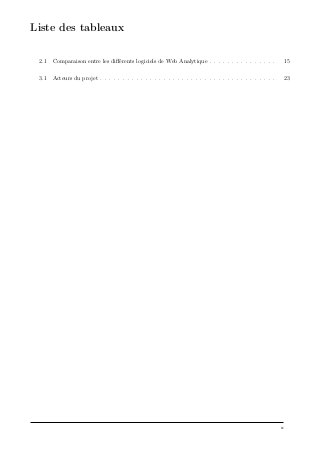 Liste des tableaux
2.1 Comparaison entre les différents logiciels de Web Analytique . . . . . . . . . . . . . . . 15
3.1 Acteurs du projet . . . . . . . . . . . . . . . . . . . . . . . . . . . . . . . . . . . . . . 23